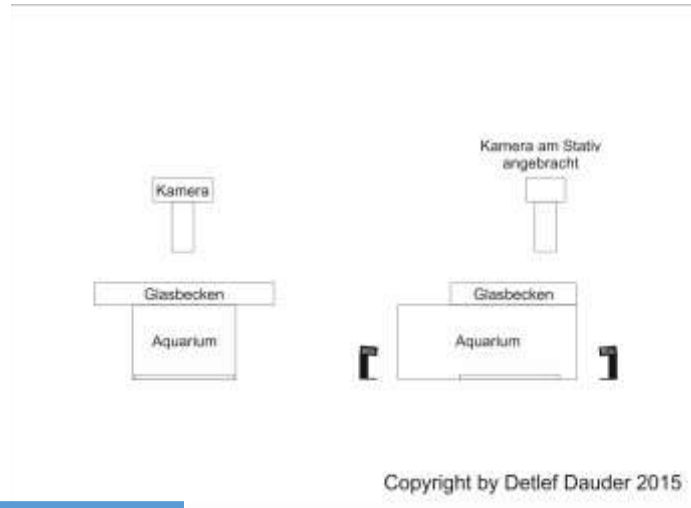 Kamera am Stativ
angebracht
Kamera
Glasbecken
Glasbecken
Aquarium
Aquarium
Copyright by Detlef Dauder 2015